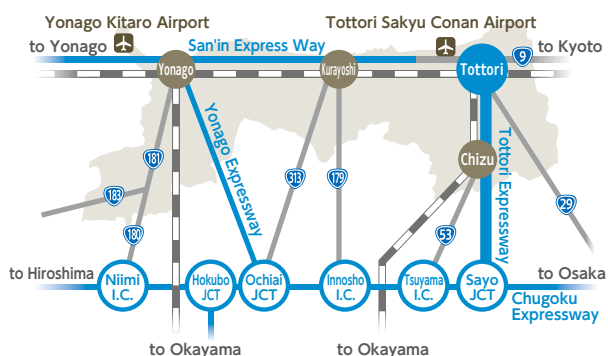 Yonago Kitaro Airport
Tottori Sakyu Conan Airport
to Yonago
San'in Express Way
9
to Kyoto
Yonago
Kurayoshi
Tottori
Yonago Expressway
Tottori Expressway
181
Chizu
313
179
183
29
180
53
to Hiroshima
Niimi
I.C.
Hokubo
JCT
Ochiai
JCT
Innosho
I.C.
Tsuyama
I.C.
Sayo
JCT
to Osaka
Chugoku
Expressway
to Okayama
to Okayama